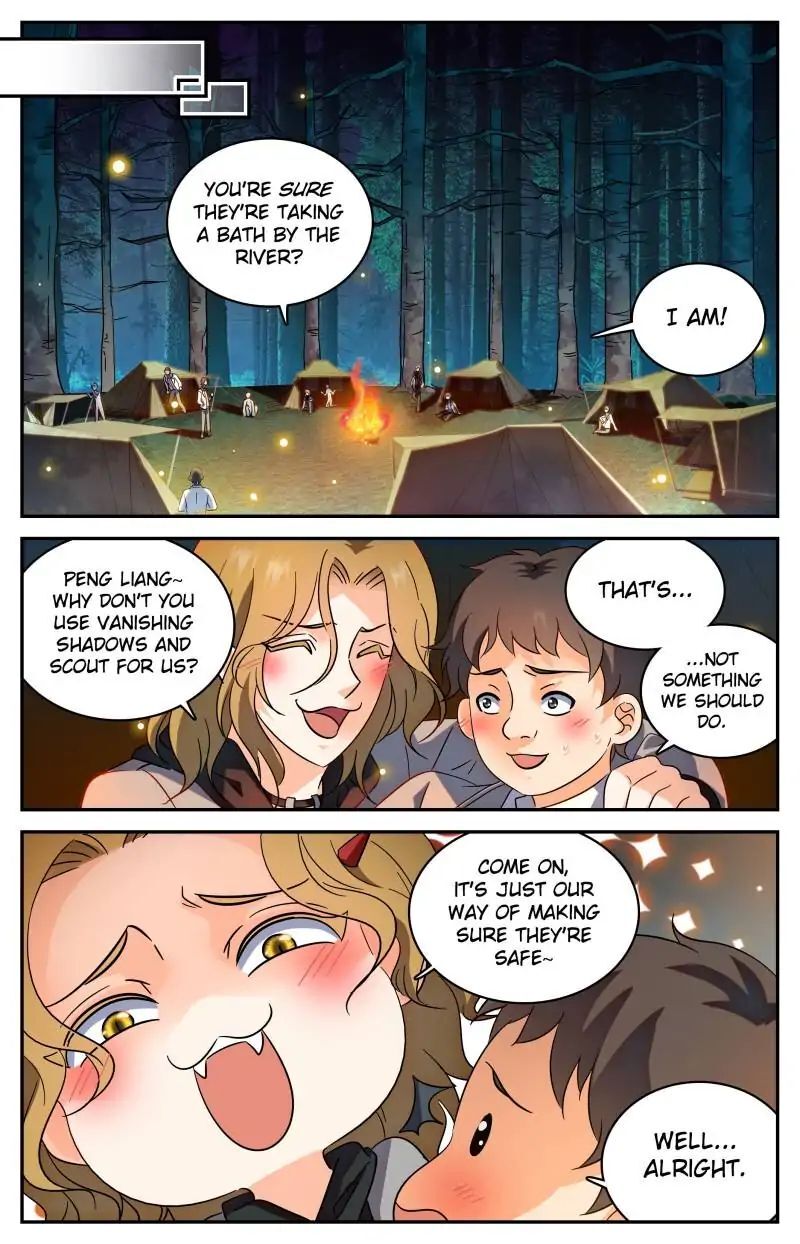 YOU'RE SURE
THEY'RE TAKING
A BATH BY THE
RIVER?
I AM!
PENG LIANG~
WHY DON'T YOU
USE VANISHING
SHADOWS AND
SCOUT FOR US?
THAT'S...
...NOT
SOMETHING
WE SHOULD
DO.
COME ON,
IT'S JUST OUR
WAY OF MAKING
SURE THEY'RE
SAFE~
WELL...
ALRIGHT.